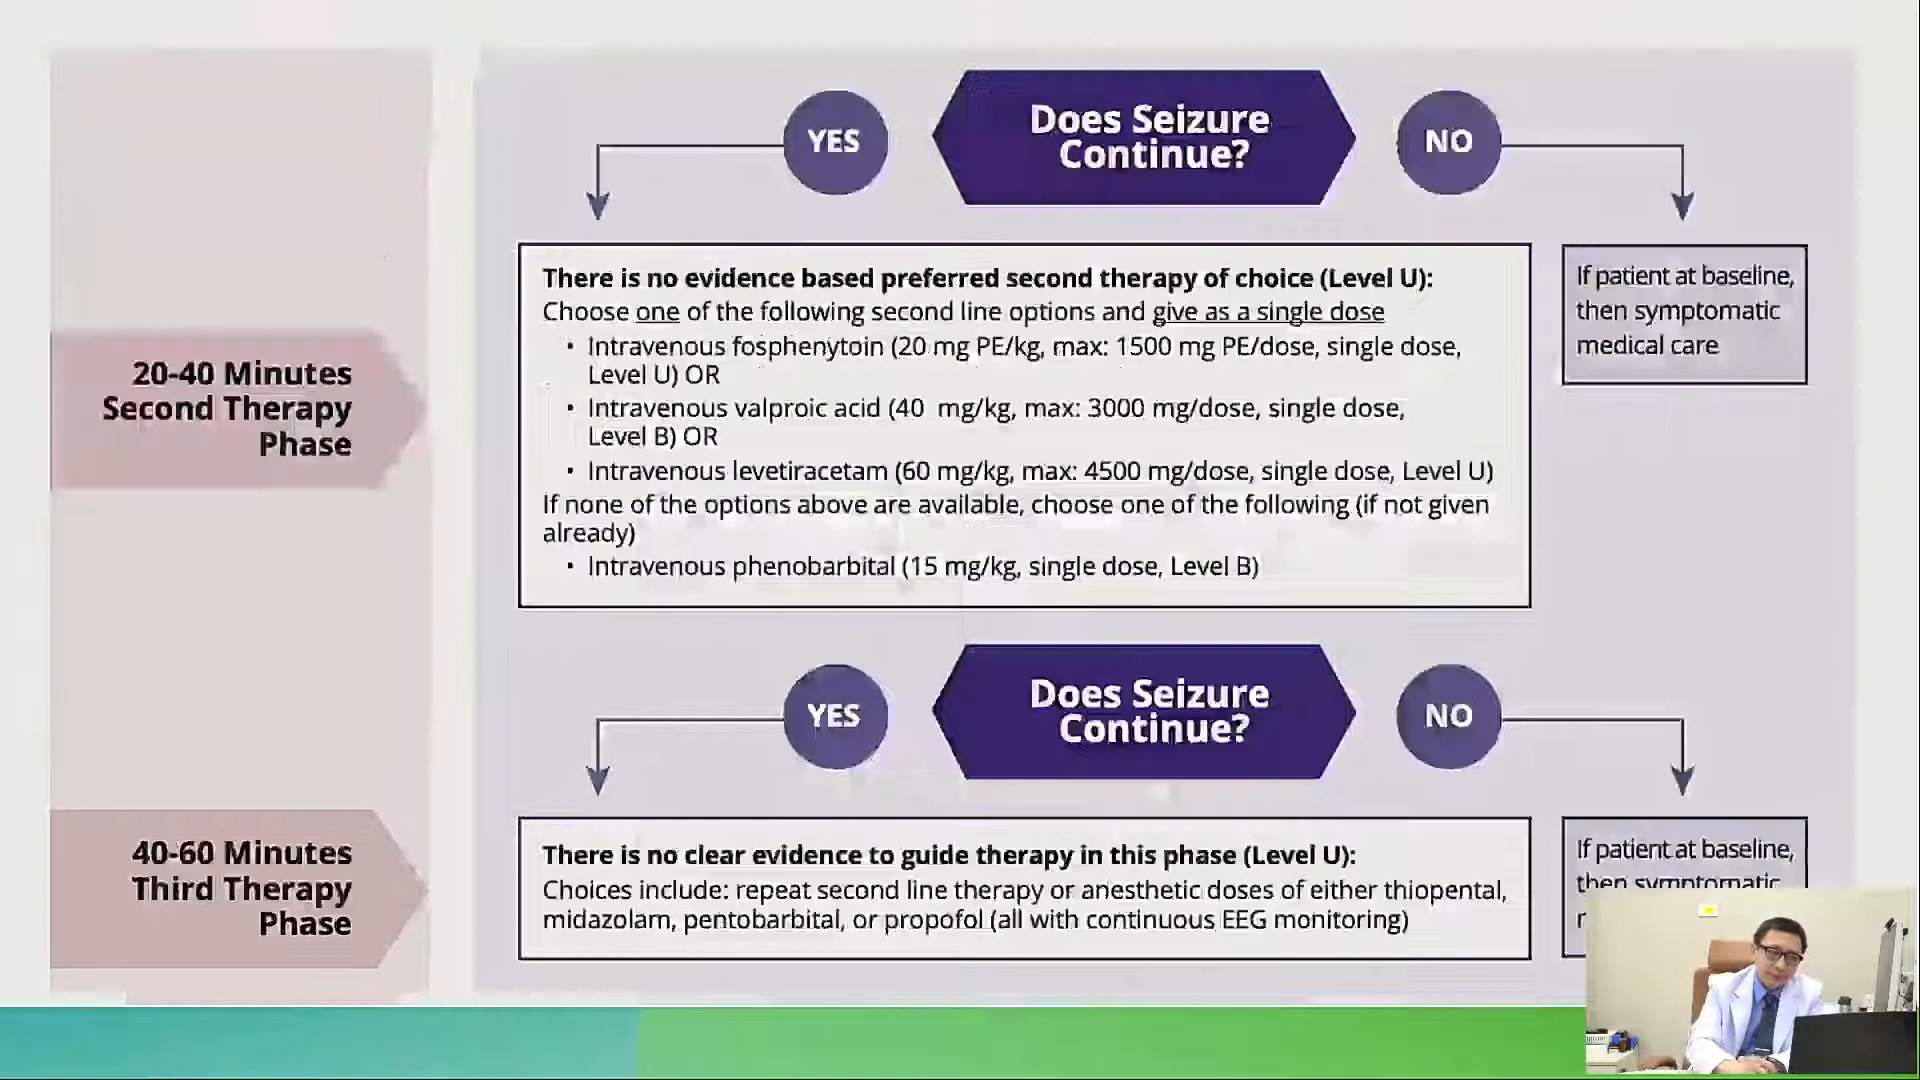 YES
Does Seizure
Continue?
NO
20-40 Minutes
Second Therapy
Phase
There is no evidence based preferred second therapy of choice (Level U):
Choose one of the following second line options and give as a single dose
• Intravenous fosphenytoin (20 mg PE/kg, max: 1500 mg PE/dose, single dose,
Level U) OR
• Intravenous valproic acid (40 mg/kg, max: 3000 mg/dose, single dose,
Level B) OR
• Intravenous levetiracetam (60 mg/kg, max: 4500 mg/dose, single dose, Level U)
If none of the options above are available, choose one of the following (if not given
already)
• Intravenous phenobarbital (15 mg/kg, single dose, Level B)
If patient at baseline,
then symptomatic
medical care
YES
Does Seizure
Continue?
NO
40-60 Minutes
Third Therapy
Phase
There is no clear evidence to guide therapy in this phase (Level U):
Choices include: repeat second line therapy or anesthetic doses of either thiopental,
midazolam, pentobarbital, or propofol (all with continuous EEG monitoring)
If patient at baseline,
then symptomatic